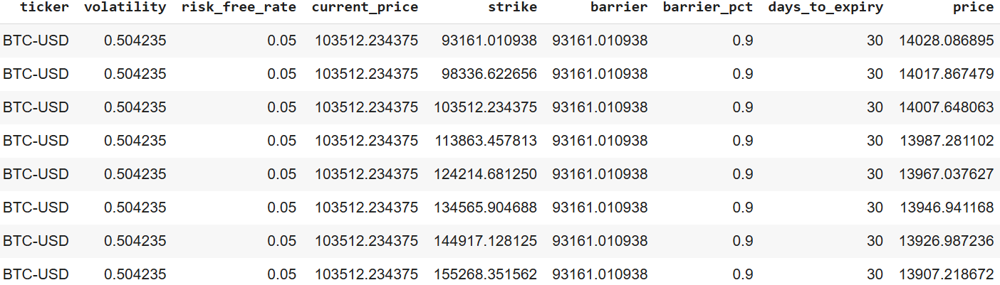 ticker volatility risk_free_rate current_price strike barrier barrier_pct days_to_expiry price
BTC-USD 0.504235 0.05 103512.234375 93161.010938 93161.010938 0.9 30 14028.086895
BTC-USD 0.504235 0.05 103512.234375 98336.622656 93161.010938 0.9 30 14017.867479
BTC-USD 0.504235 0.05 103512.234375 103512.234375 93161.010938 0.9 30 14007.648063
BTC-USD 0.504235 0.05 103512.234375 113863.457813 93161.010938 0.9 30 13987.281102
BTC-USD 0.504235 0.05 103512.234375 124214.681250 93161.010938 0.9 30 13967.037627
BTC-USD 0.504235 0.05 103512.234375 134565.904688 93161.010938 0.9 30 13946.941168
BTC-USD 0.504235 0.05 103512.234375 144917.128125 93161.010938 0.9 30 13926.987236
BTC-USD 0.504235 0.05 103512.234375 155268.351562 93161.010938 0.9 30 13907.218672